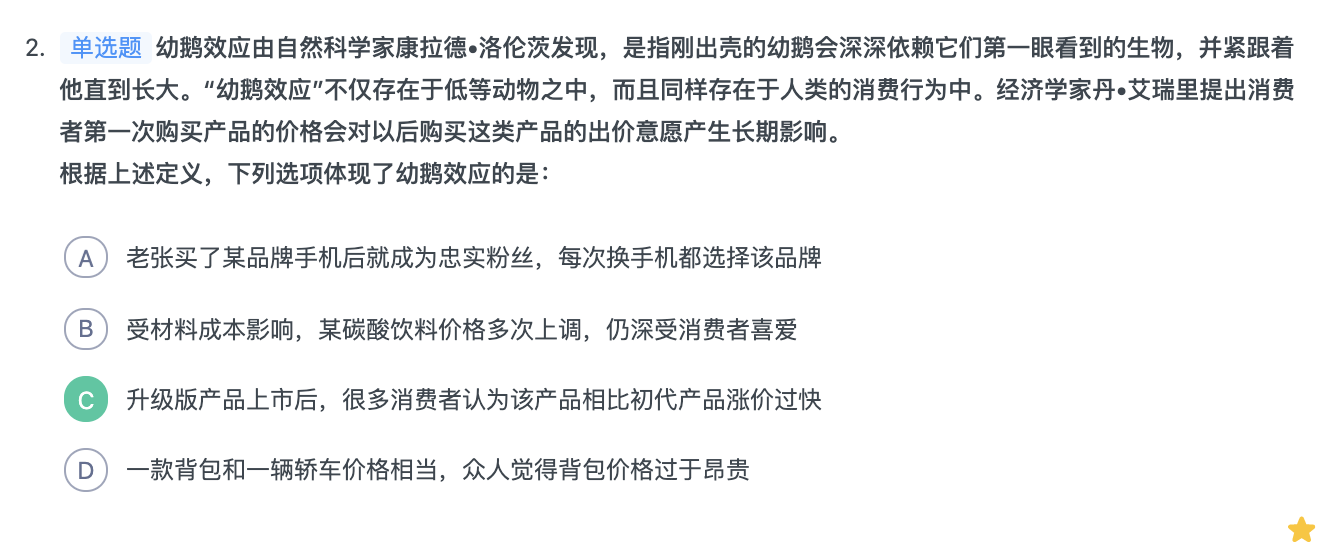 2. 单选题 幼鹅效应由自然科学家康拉德•洛伦茨发现，是指刚出壳的幼鹅会深深依赖它们第一眼看到的生物，并紧跟着
他直到长大。“幼鹅效应”不仅存在于低等动物之中，而且同样存在于人类的消费行为中。经济学家丹•艾瑞里提出消费
者第一次购买产品的价格会对以后购买这类产品的出价意愿产生长期影响。
根据上述定义，下列选项体现了幼鹅效应的是：
A 老张买了某品牌手机后就成为忠实粉丝，每次换手机都选择该品牌
B 受材料成本影响，某碳酸饮料价格多次上调，仍深受消费者喜爱
C 升级版产品上市后，很多消费者认为该产品相比初代产品涨价过快
D 一款背包和一辆轿车价格相当，众人觉得背包价格过于昂贵